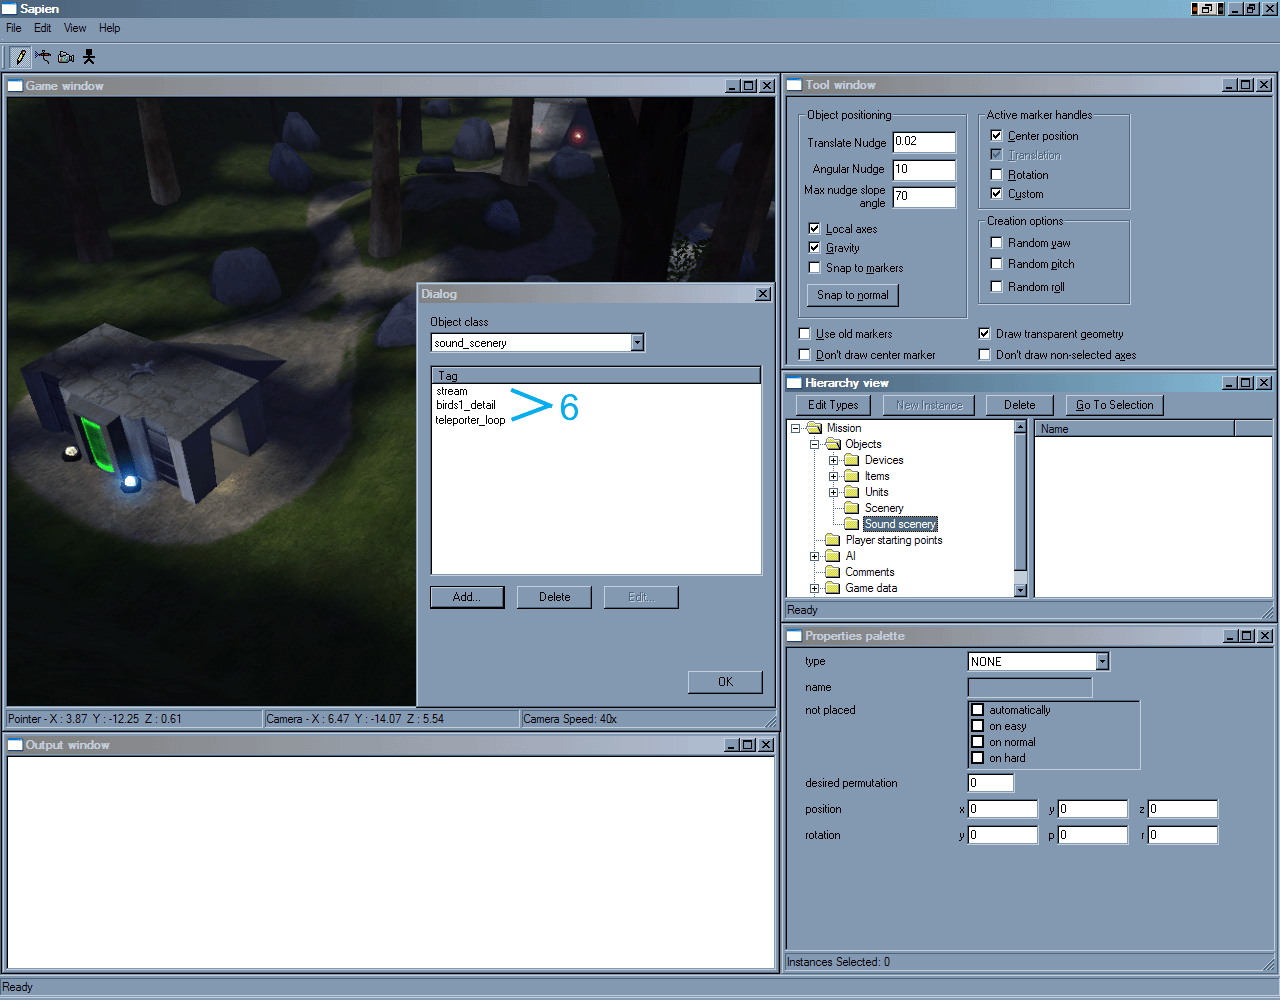 Sapien
File Edit View Help
Game window
Dialog
Object class
sound_scenery
Tag
stream
birds1_detail
teleporter_loop
6
Add...
Delete
Edit...
OK
Pointer - X : 3.87 Y : -12.25 Z : 0.61
Camera - X : 6.47 Y : -14.07 Z : 5.54
Camera Speed: 40x
Output window
Tool window
Object positioning
Translate Nudge 0.02
Angular Nudge 10
Max nudge slope
angle 70
Local axes
Gravity
Snap to markers
Snap to normal
Active marker handles
Center position
Translation
Rotation
Custom
Creation options
Random yaw
Random pitch
Random roll
Use old markers
Draw transparent geometry
Don't draw center marker
Don't draw non-selected axes
Hierarchy view
Edit Types
New Instance
Delete
Go To Selection
Mission
Objects
Devices
Items
Units
Scenery
Sound scenery
Player starting points
AI
Comments
Game data
Name
Ready
Properties palette
type NONE
name
not placed
automatically
on easy
on normal
on hard
desired permutation 0
position x 0 y 0 z 0
rotation y 0 p 0 r 0
Instances Selected: 0
Ready